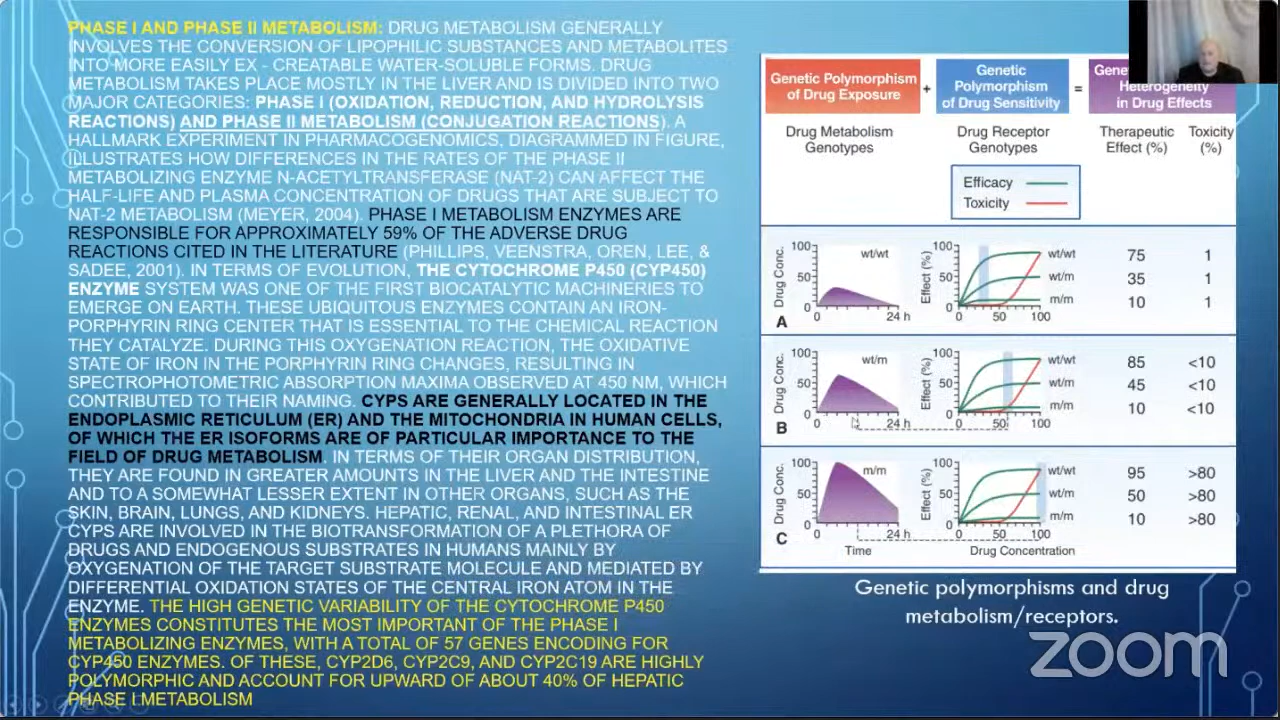 PHASE I AND PHASE II METABOLISM: DRUG METABOLISM GENERALLY
INVOLVES THE CONVERSION OF LIPOPHILIC SUBSTANCES AND METABOLITES
INTO MORE EASILY EX - CREATABLE WATER-SOLUBLE FORMS. DRUG
METABOLISM TAKES PLACE MOSTLY IN THE LIVER AND IS DIVIDED INTO TWO
MAJOR CATEGORIES: PHASE I (OXIDATION, REDUCTION, AND HYDROLYSIS
REACTIONS) AND PHASE II METABOLISM (CONJUGATION REACTIONS). A
HALLMARK EXPERIMENT IN PHARMACOGENOMICS, DIAGRAMMED IN FIGURE,
ILLUSTRATES HOW DIFFERENCES IN THE RATES OF THE PHASE II
METABOLIZING ENZYME N-ACETYLTRANSFERASE (NAT-2) CAN AFFECT THE
HALF-LIFE AND PLASMA CONCENTRATION OF DRUGS THAT ARE SUBJECT TO
NAT-2 METABOLISM (MEYER, 2004). PHASE I METABOLISM ENZYMES ARE
RESPONSIBLE FOR APPROXIMATELY 59% OF THE ADVERSE DRUG
REACTIONS CITED IN THE LITERATURE (PHILLIPS, VEENSTRA, OREN, LEE, &
SADEE, 2001). IN TERMS OF EVOLUTION, THE CYTOCHROME P450 (CYP450)
ENZYME SYSTEM WAS ONE OF THE FIRST BIOCATALYTIC MACHINERIES TO
EMERGE ON EARTH. THESE UBIQUITOUS ENZYMES CONTAIN AN IRON-
PORPHYRIN RING CENTER THAT IS ESSENTIAL TO THE CHEMICAL REACTION
THEY CATALYZE. DURING THIS OXYGENATION REACTION, THE OXIDATIVE
STATE OF IRON IN THE PORPHYRIN RING CHANGES, RESULTING IN
SPECTROPHOTOMETRIC ABSORPTION MAXIMA OBSERVED AT 450 NM, WHICH
CONTRIBUTED TO THEIR NAMING. CYPS ARE GENERALLY LOCATED IN THE
ENDOPLASMIC RETICULUM (ER) AND THE MITOCHONDRIA IN HUMAN CELLS,
OF WHICH THE ER ISOFORMS ARE OF PARTICULAR IMPORTANCE TO THE
FIELD OF DRUG METABOLISM. IN TERMS OF THEIR ORGAN DISTRIBUTION,
THEY ARE FOUND IN GREATER AMOUNTS IN THE LIVER AND THE INTESTINE
AND TO A SOMEWHAT LESSER EXTENT IN OTHER ORGANS, SUCH AS THE
SKIN, BRAIN, LUNGS, AND KIDNEYS. HEPATIC, RENAL, AND INTESTINAL ER
CYPS ARE INVOLVED IN THE BIOTRANSFORMATION OF A PLETHORA OF
DRUGS AND ENDOGENOUS SUBSTRATES IN HUMANS MAINLY BY
OXYGENATION OF THE TARGET SUBSTRATE MOLECULE AND MEDIATED BY
DIFFERENTIAL OXIDATION STATES OF THE CENTRAL IRON ATOM IN THE
ENZYME. THE HIGH GENETIC VARIABILITY OF THE CYTOCHROME P450
ENZYMES CONSTITUTES THE MOST IMPORTANT OF THE PHASE I
METABOLIZING ENZYMES, WITH A TOTAL OF 57 GENES ENCODING FOR
CYP450 ENZYMES. OF THESE, CYP2D6, CYP2C9, AND CYP2C19 ARE HIGHLY
POLYMORPHIC AND ACCOUNT FOR UPWARD OF ABOUT 40% OF HEPATIC
PHASE I METABOLISM
Genetic Polymorphism
of Drug Exposure
+
Genetic
Polymorphism
of Drug Sensitivity
=
Heterogeneity
in Drug Effects
Drug Metabolism
Genotypes
Drug Receptor
Genotypes
Therapeutic
Effect (%)
Toxicity
(%)
Efficacy
Toxicity
A
Drug Conc.
100
50
0
0
24 h
wt/wt
Effect (%)
100
50
0
0
50
100
wt/wt
wt/m
m/m
75 1
35 1
10 1
B
Drug Conc.
100
50
0
0
24 h
wt/m
Effect (%)
100
50
0
0
50
100
wt/wt
wt/m
m/m
85 <10
45 <10
10 <10
C
Drug Conc.
100
50
0
0
24 h
m/m
Time
Effect (%)
100
50
0
0
50
100
wt/wt
wt/m
m/m
Drug Concentration
95 >80
50 >80
10 >80
Genetic polymorphisms and drug
metabolism/receptors.
zoom